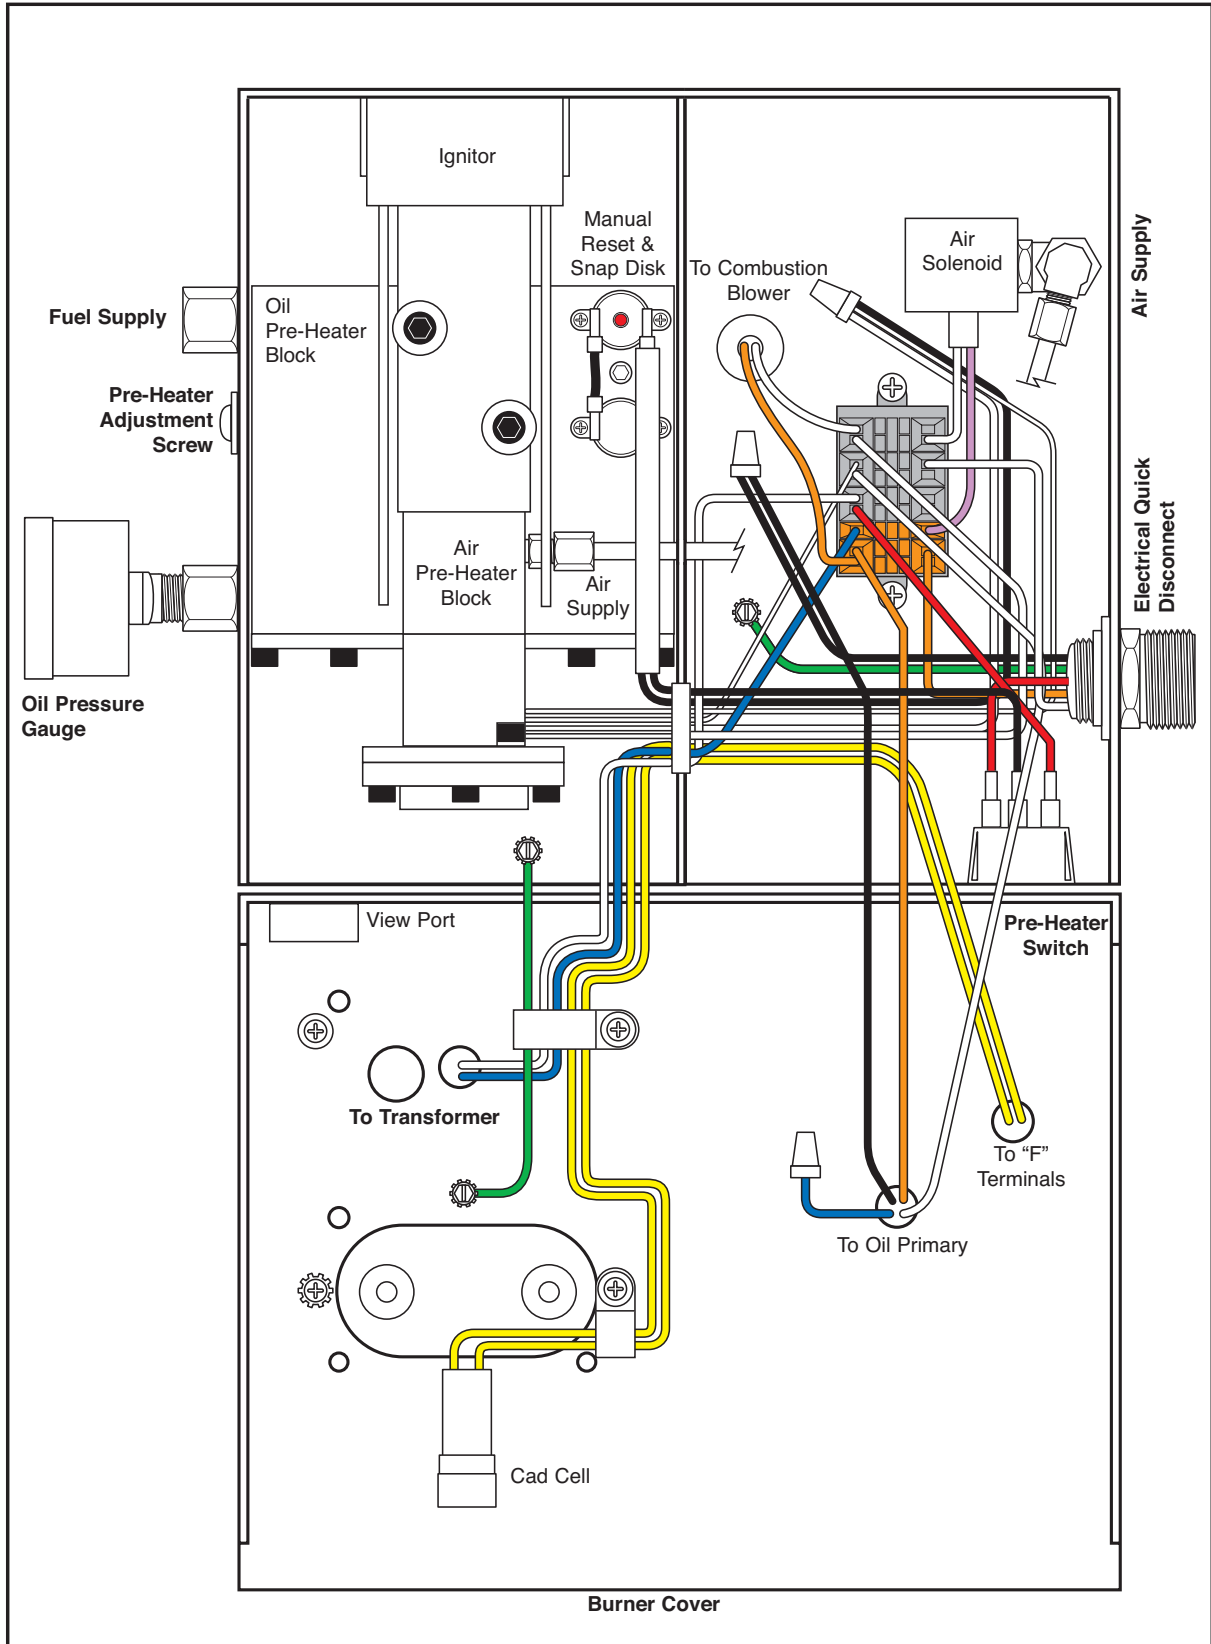 Ignitor
Manual
Reset &
Snap Disk
Air
Solenoid
Air Supply
To Combustion
Blower
Fuel Supply
Oil
Pre-Heater
Block
Pre-Heater
Adjustment
Screw
Electrical Quick
Disconnect
Air
Pre-Heater
Block
Air
Supply
Oil Pressure
Gauge
View Port
Pre-Heater
Switch
To Transformer
To “F”
Terminals
To Oil Primary
Cad Cell
Burner Cover